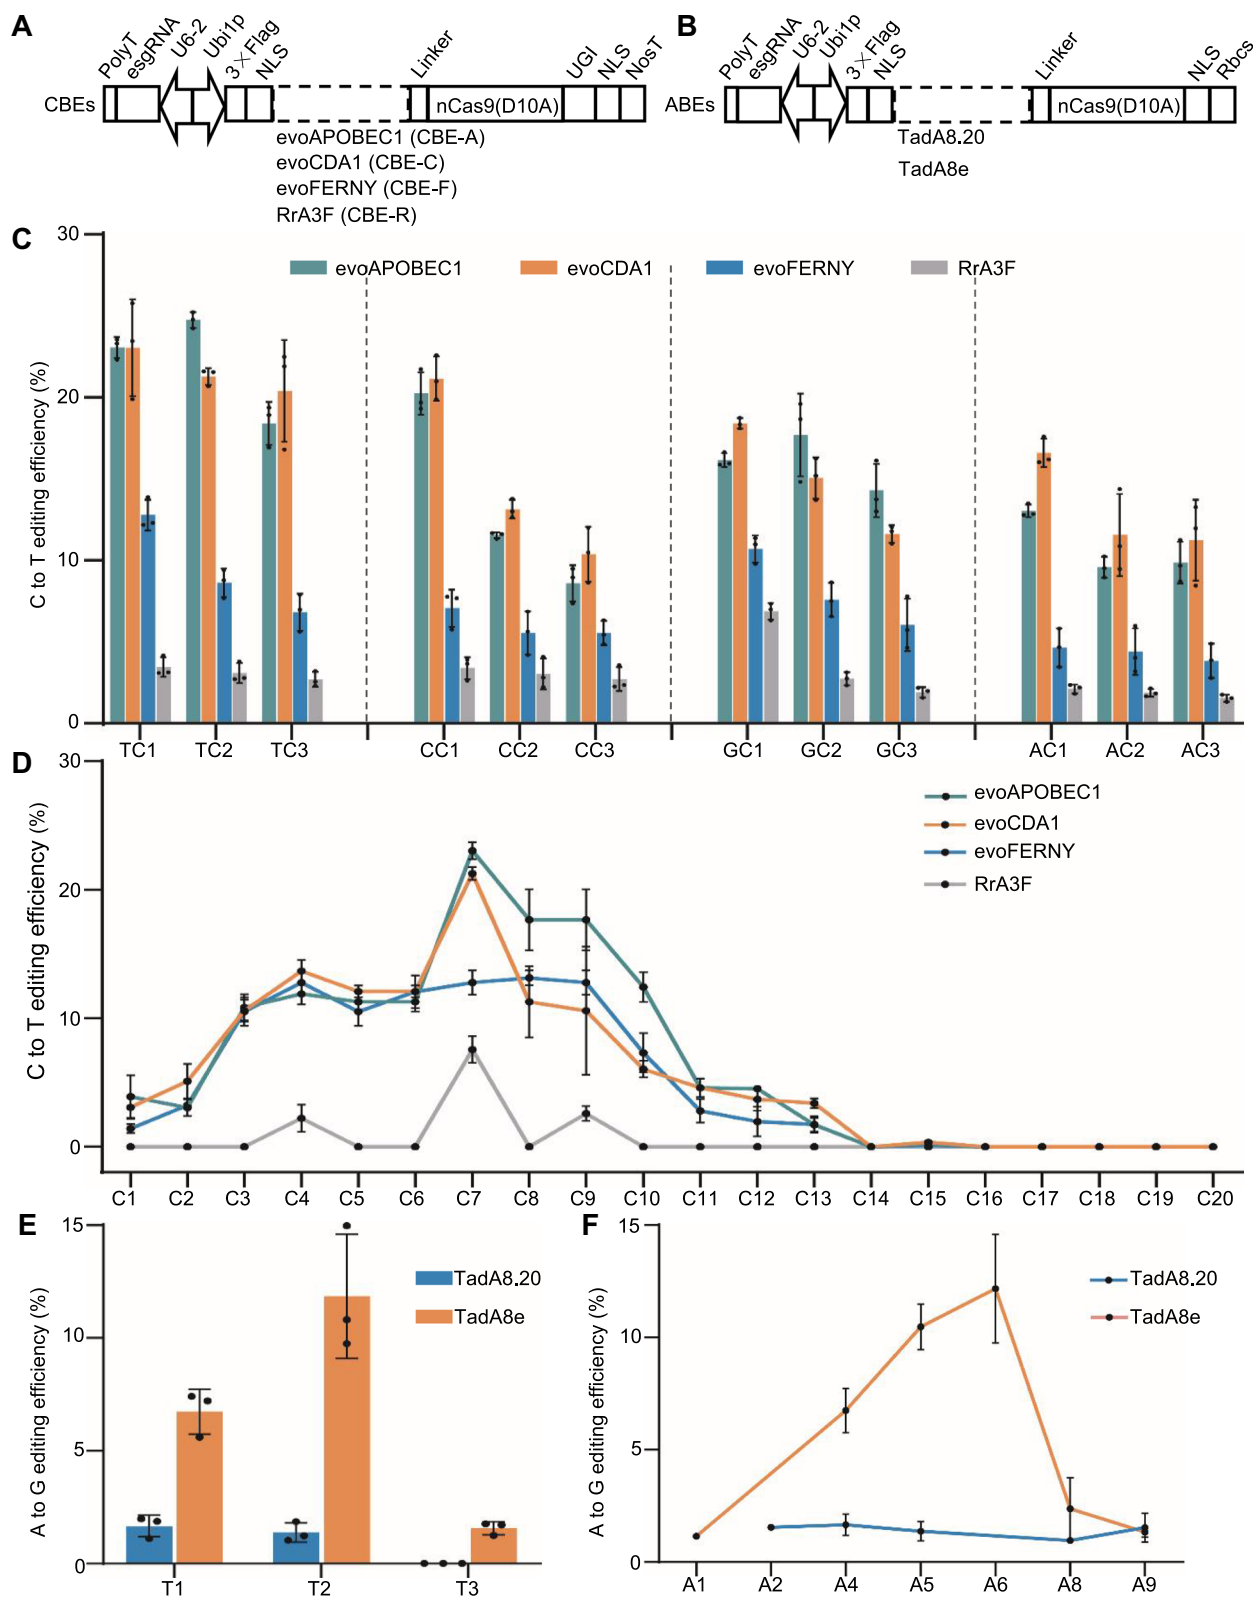 A
PolyT
esgRNA
U6-2
Ubi1p
3×Flag
NLS
Linker
UGI
NLS
NosT
CBEs
nCas9(D10A)
evoAPOBEC1 (CBE-A)
evoCDA1 (CBE-C)
evoFERNY (CBE-F)
RrA3F (CBE-R)
B
PolyT
esgRNA
U6-2
Ubi1p
3×Flag
NLS
Linker
NLS
Rbcs
ABEs
nCas9(D10A)
TadA8.20
TadA8e
C
C to T editing efficiency (%)
30
20
10
0
evoAPOBEC1
evoCDA1
evoFERNY
RrA3F
TC1 TC2 TC3 CC1 CC2 CC3 GC1 GC2 GC3 AC1 AC2 AC3
D
C to T editing efficiency (%)
30
20
10
0
evoAPOBEC1
evoCDA1
evoFERNY
RrA3F
C1 C2 C3 C4 C5 C6 C7 C8 C9 C10 C11 C12 C13 C14 C15 C16 C17 C18 C19 C20
E
A to G editing efficiency (%)
15
10
5
0
TadA8.20
TadA8e
T1 T2 T3
F
A to G editing efficiency (%)
15
10
5
0
TadA8.20
TadA8e
A1 A2 A4 A5 A6 A8 A9